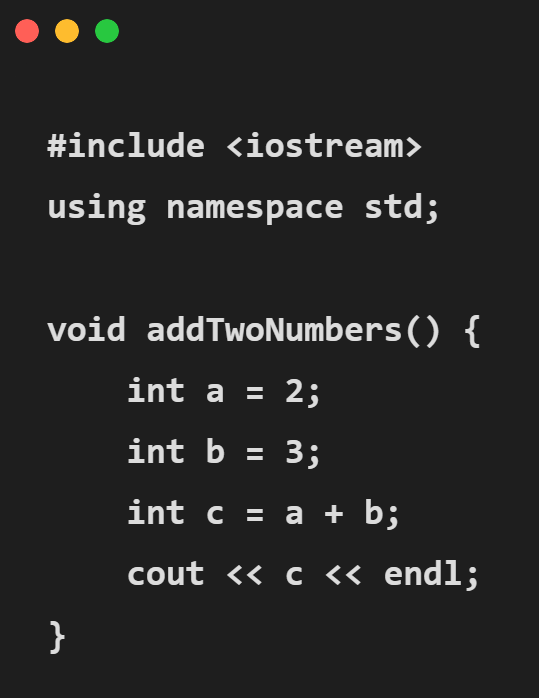 #include <iostream>
using namespace std;

void addTwoNumbers() {
    int a = 2;
    int b = 3;
    int c = a + b;
    cout << c << endl;
}